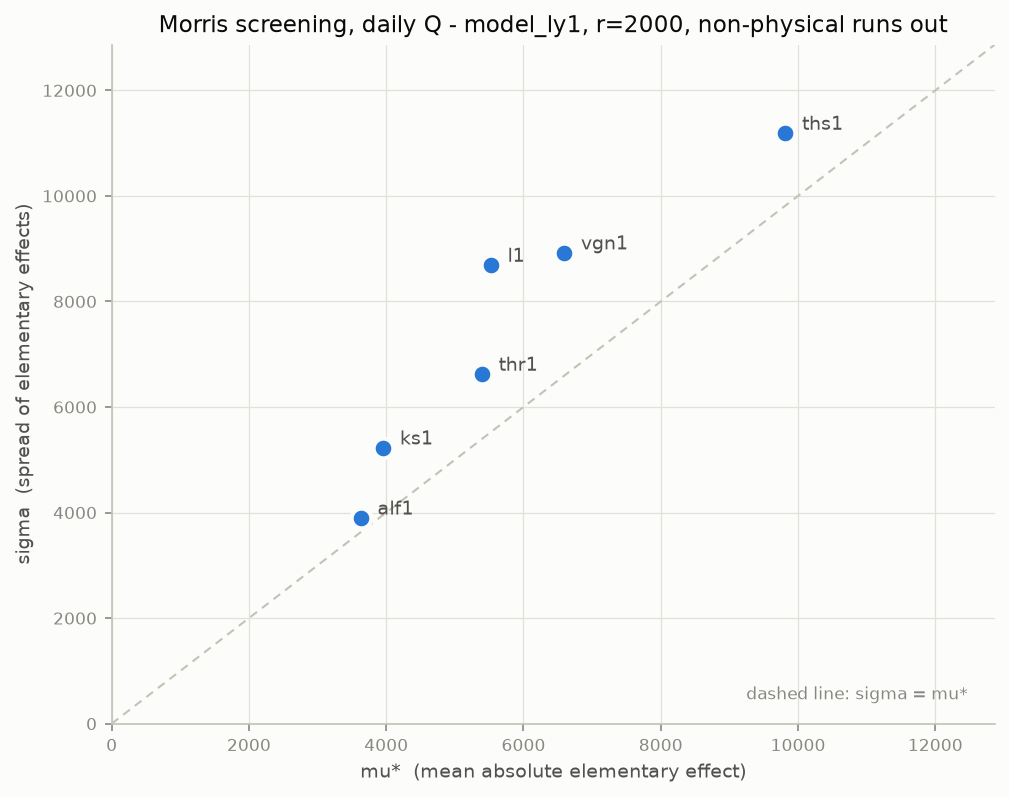 Morris screening, daily Q - model_ly1, r=2000, non-physical runs out
12000
10000
8000
6000
4000
2000
0
sigma (spread of elementary effects)
ths1
vgn1
l1
thr1
ks1
alf1
dashed line: sigma = mu*
0
2000
4000
6000
8000
10000
12000
mu* (mean absolute elementary effect)